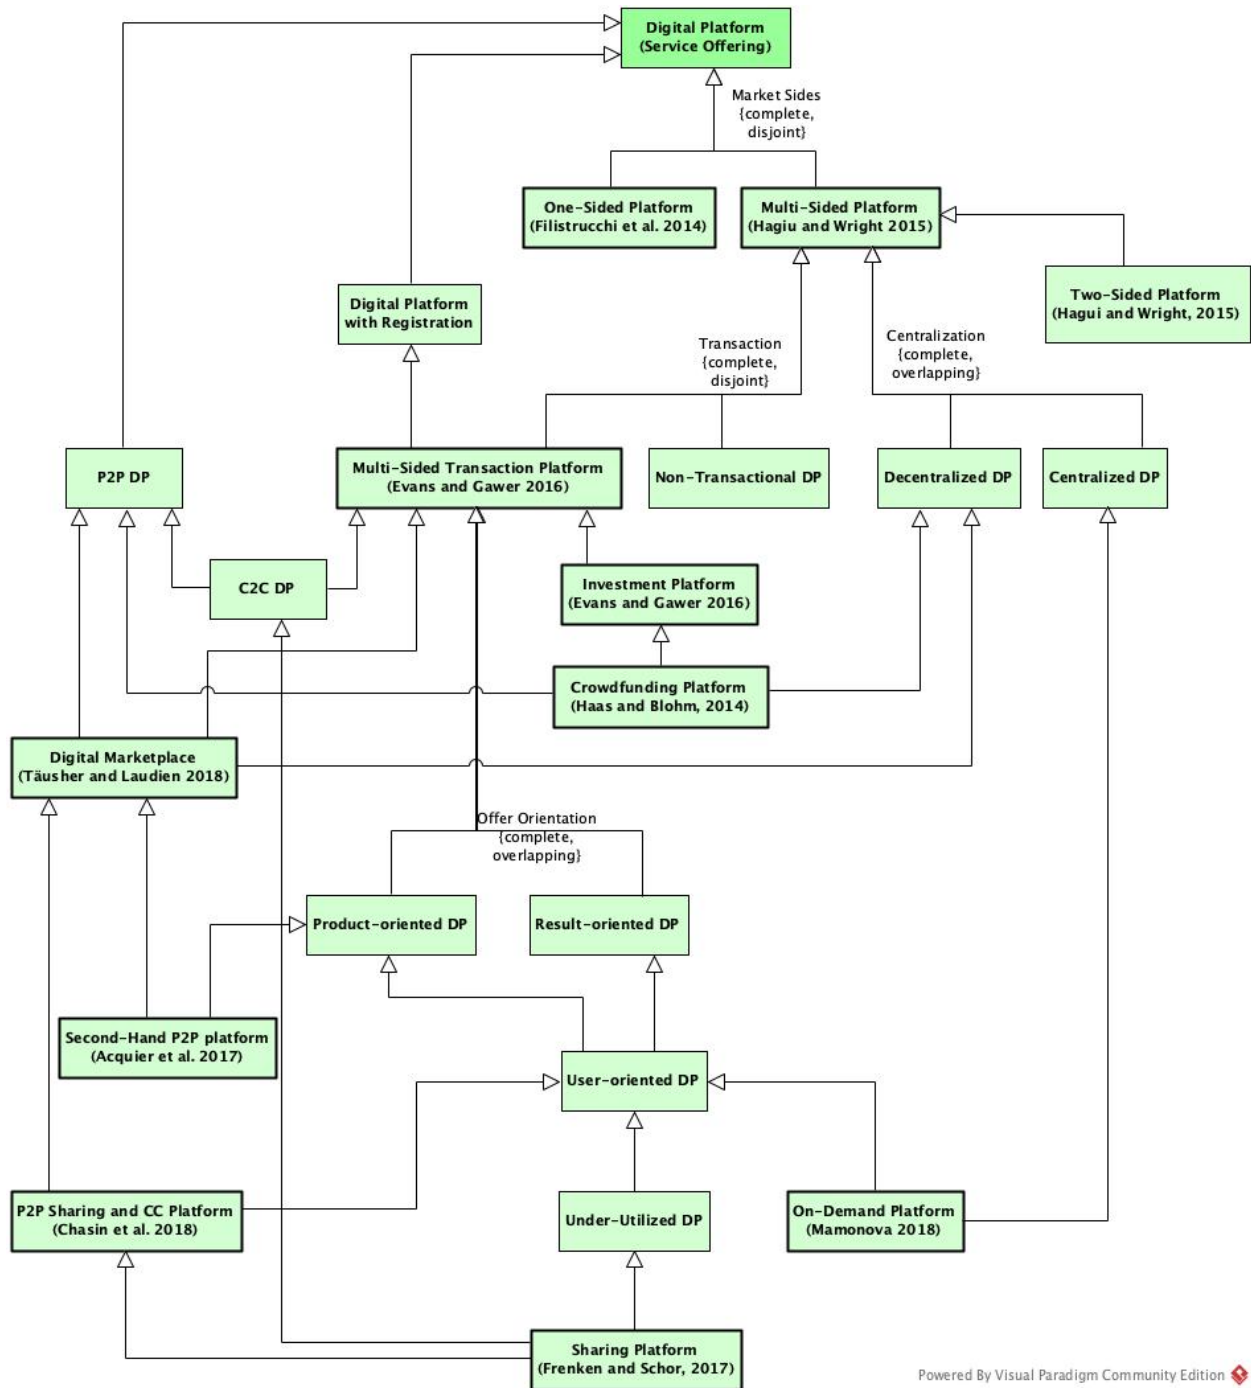 Digital Platform
(Service Offering)
Market Sides
{complete,
disjoint}
One-Sided Platform
(Filistrucchi et al. 2014)
Multi-Sided Platform
(Hagiu and Wright 2015)
Two-Sided Platform
(Hagui and Wright, 2015)
Digital Platform
with Registration
Transaction
{complete,
disjoint}
Centralization
{complete,
overlapping}
P2P DP
Multi-Sided Transaction Platform
(Evans and Gawer 2016)
Non-Transactional DP
Decentralized DP
Centralized DP
C2C DP
Investment Platform
(Evans and Gawer 2016)
Crowdfunding Platform
(Haas and Blohm, 2014)
Digital Marketplace
(Täusher and Laudien 2018)
Offer Orientation
{complete,
overlapping}
Product-oriented DP
Result-oriented DP
Second-Hand P2P platform
(Acquier et al. 2017)
User-oriented DP
P2P Sharing and CC Platform
(Chasin et al. 2018)
Under-Utilized DP
On-Demand Platform
(Mamonova 2018)
Sharing Platform
(Frenken and Schor, 2017)
Powered By Visual Paradigm Community Edition